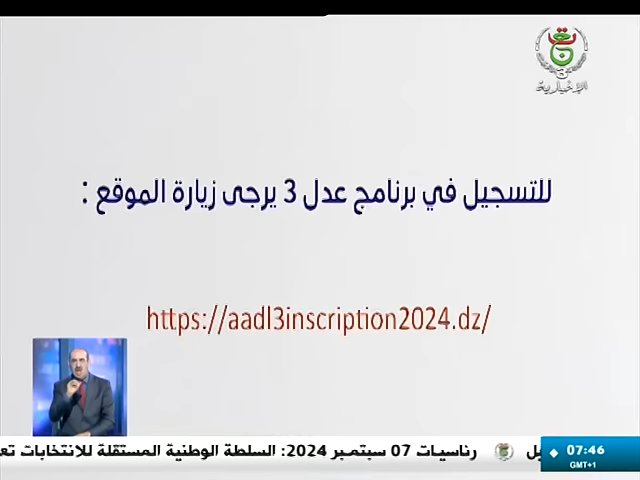 الإخبارية
للتسجيل في برنامج عدل 3 يرجى زيارة الموقع :
https://aadl3inscription2024.dz/
رئاسيات 07 سبتمبر 2024: السلطة الوطنية المستقلة للانتخابات
07:46
GMT+1